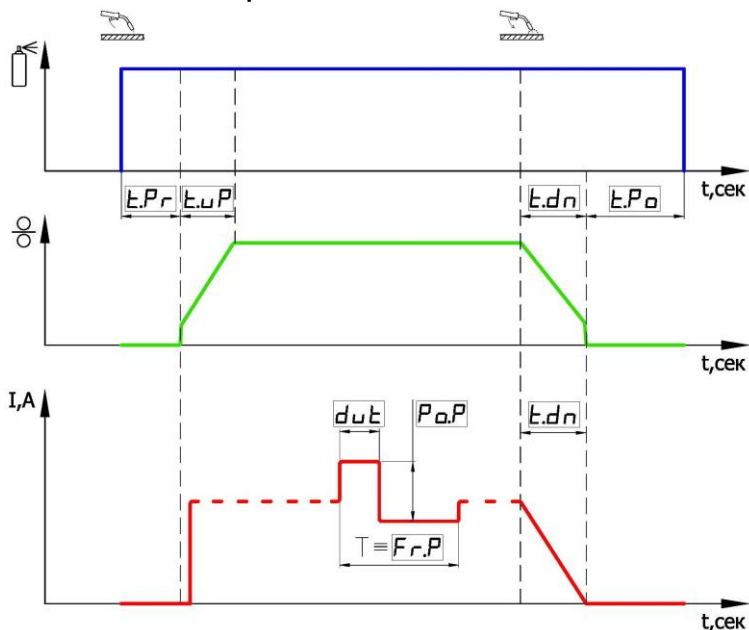 t,сек
t.Pr t.uP t.dn t.Po
t,сек
I,A
dut Po.P t.dn
T ≡ Fr.P
t,сек